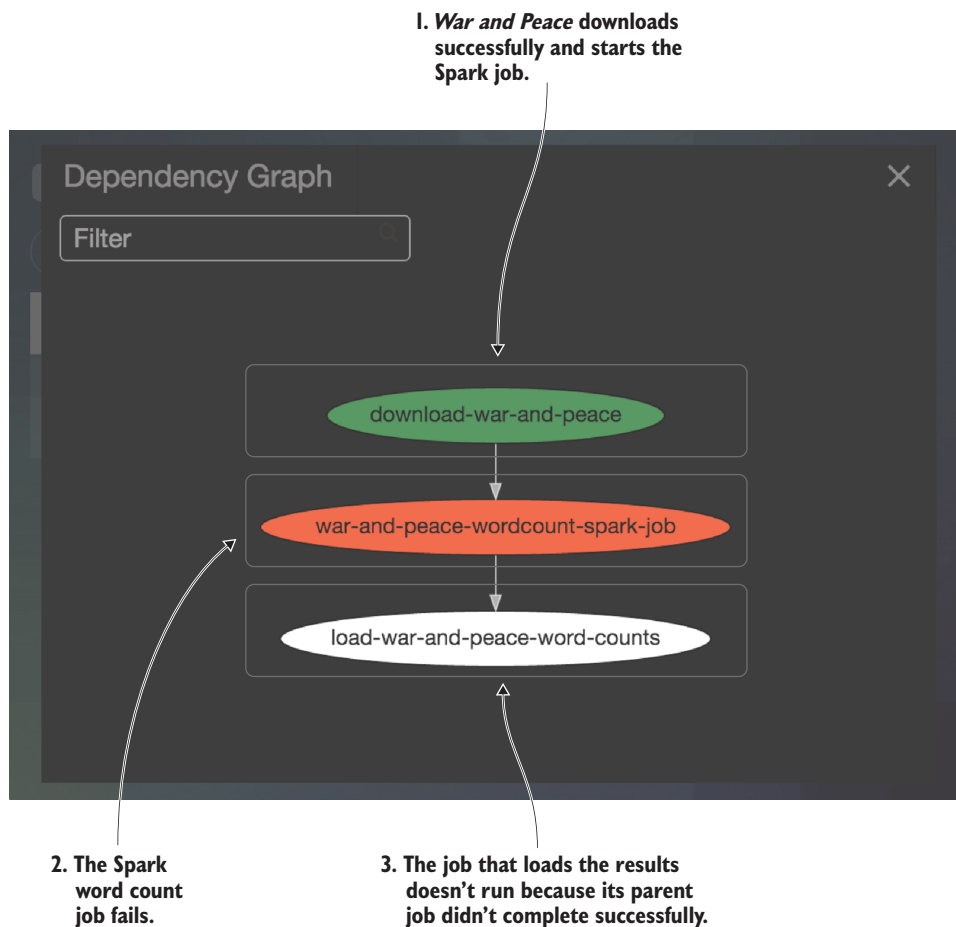 1. War and Peace downloads
successfully and starts the
Spark job.
Dependency Graph
Filter
download-war-and-peace
war-and-peace-wordcount-spark-job
load-war-and-peace-word-counts
2. The Spark
word count
job fails.
3. The job that loads the results
doesn’t run because its parent
job didn’t complete successfully.